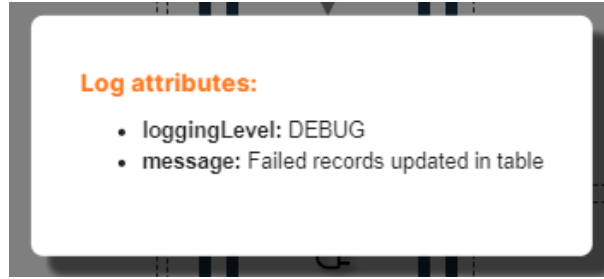 Log attributes:
• loggingLevel: DEBUG
• message: Failed records updated in table